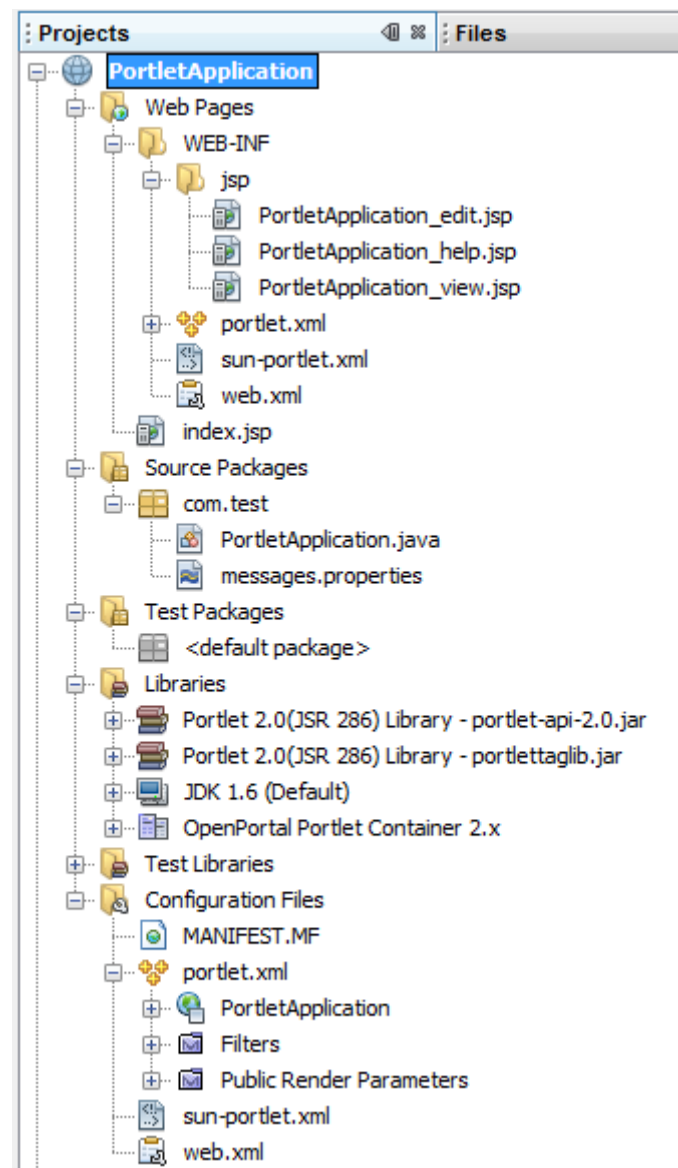 Projects Files
PortletApplication
Web Pages
WEB-INF
jsp
PortletApplication_edit.jsp
PortletApplication_help.jsp
PortletApplication_view.jsp
portlet.xml
sun-portlet.xml
web.xml
index.jsp
Source Packages
com.test
PortletApplication.java
messages.properties
Test Packages
<default package>
Libraries
Portlet 2.0(JSR 286) Library - portlet-api-2.0.jar
Portlet 2.0(JSR 286) Library - portlettaglib.jar
JDK 1.6 (Default)
OpenPortal Portlet Container 2.x
Test Libraries
Configuration Files
MANIFEST.MF
portlet.xml
PortletApplication
Filters
Public Render Parameters
sun-portlet.xml
web.xml